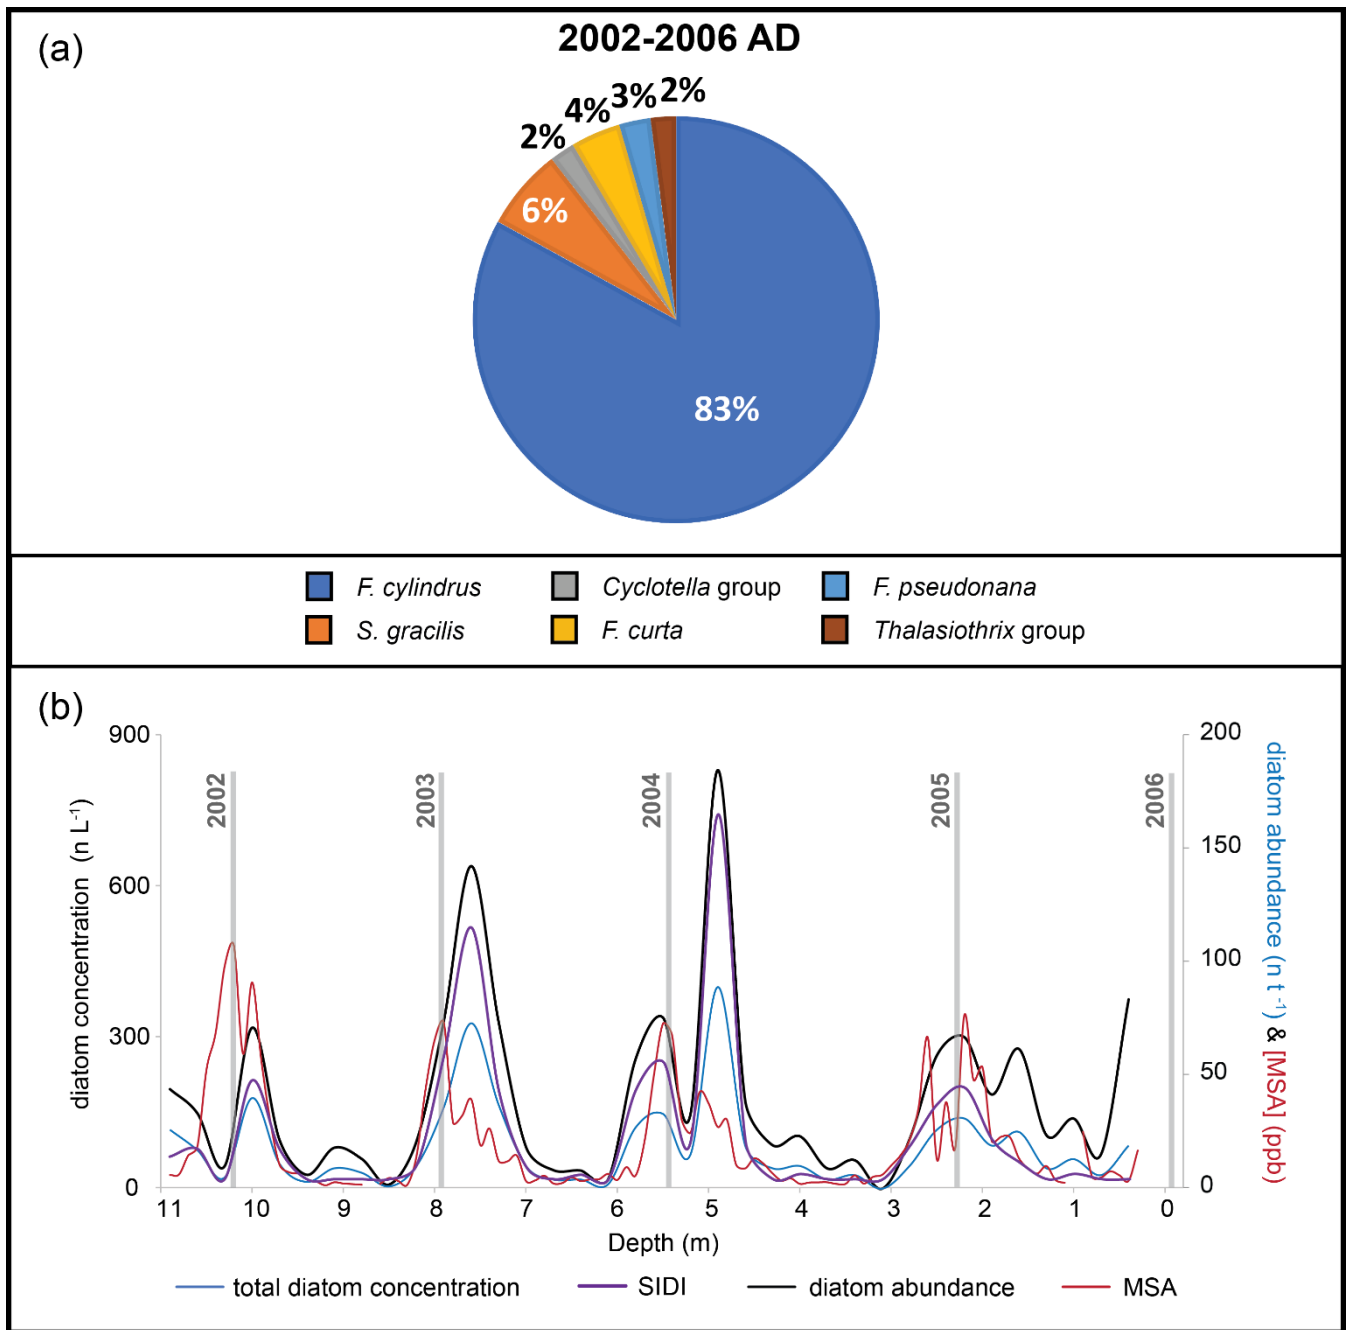 (a)
2002-2006 AD
2% 4% 3% 2%
6%
83%
F. cylindrus Cyclotella group F. pseudonana
S. gracilis F. curta Thalasiothrix group
(b)
900 200
2002 2003 2004 2005 2006
150
600
100
300
50
0 0
diatom concentration (n L⁻¹)
diatom abundance (n t⁻¹) & [MSA] (ppb)
11 10 9 8 7 6 5 4 3 2 1 0
Depth (m)
total diatom concentration SIDI diatom abundance MSA